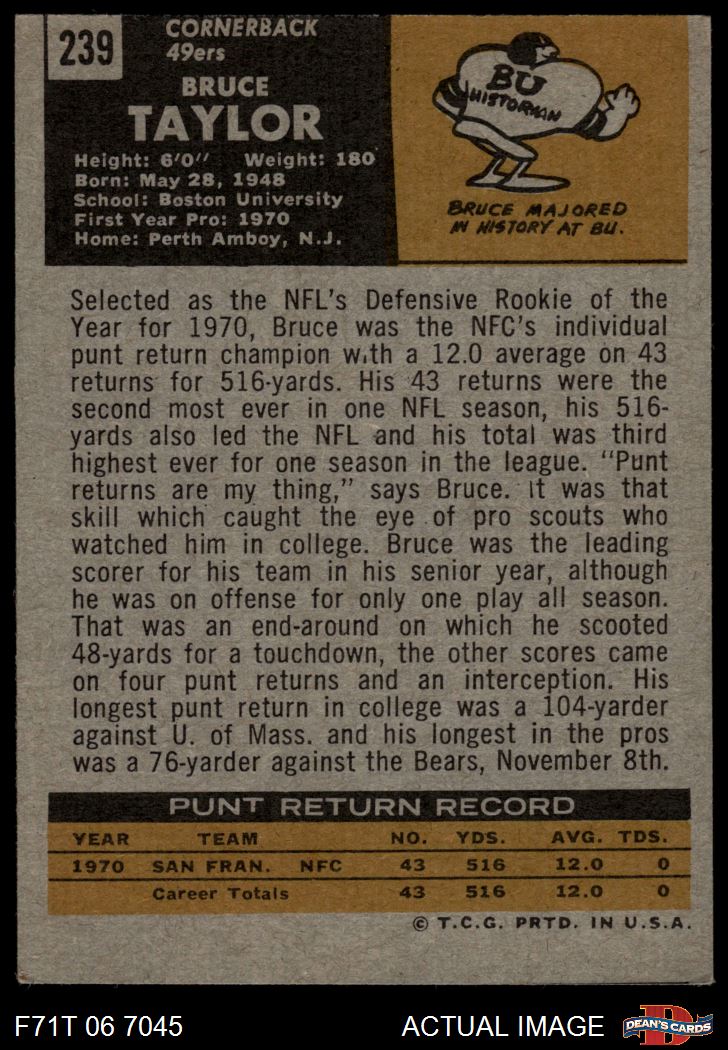 239
CORNERBACK
49ers
BRUCE
TAYLOR
Height: 6'0" Weight: 180
Born: May 28, 1948
School: Boston University
First Year Pro: 1970
Home: Perth Amboy, N.J.
BU
HISTORMAN
BRUCE MAJORED
IN HISTORY AT BU.
Selected as the NFL's Defensive Rookie of the
Year for 1970, Bruce was the NFC's individual
punt return champion with a 12.0 average on 43
returns for 516-yards. His 43 returns were the
second most ever in one NFL season, his 516-
yards also led the NFL and his total was third
highest ever for one season in the league. "Punt
returns are my thing," says Bruce. It was that
skill which caught the eye of pro scouts who
watched him in college. Bruce was the leading
scorer for his team in his senior year, although
he was on offense for only one play all season.
That was an end-around on which he scooted
48-yards for a touchdown, the other scores came
on four punt returns and an interception. His
longest punt return in college was a 104-yarder
against U. of Mass. and his longest in the pros
was a 76-yarder against the Bears, November 8th.
PUNT RETURN RECORD
YEAR TEAM NO. YDS. AVG. TDS.
1970 SAN FRAN. NFC 43 516 12.0 0
Career Totals 43 516 12.0 0
© T.C.G. PRTD. IN U.S.A.
F71T 06 7045 ACTUAL IMAGE
D
DEAN'S CARDS